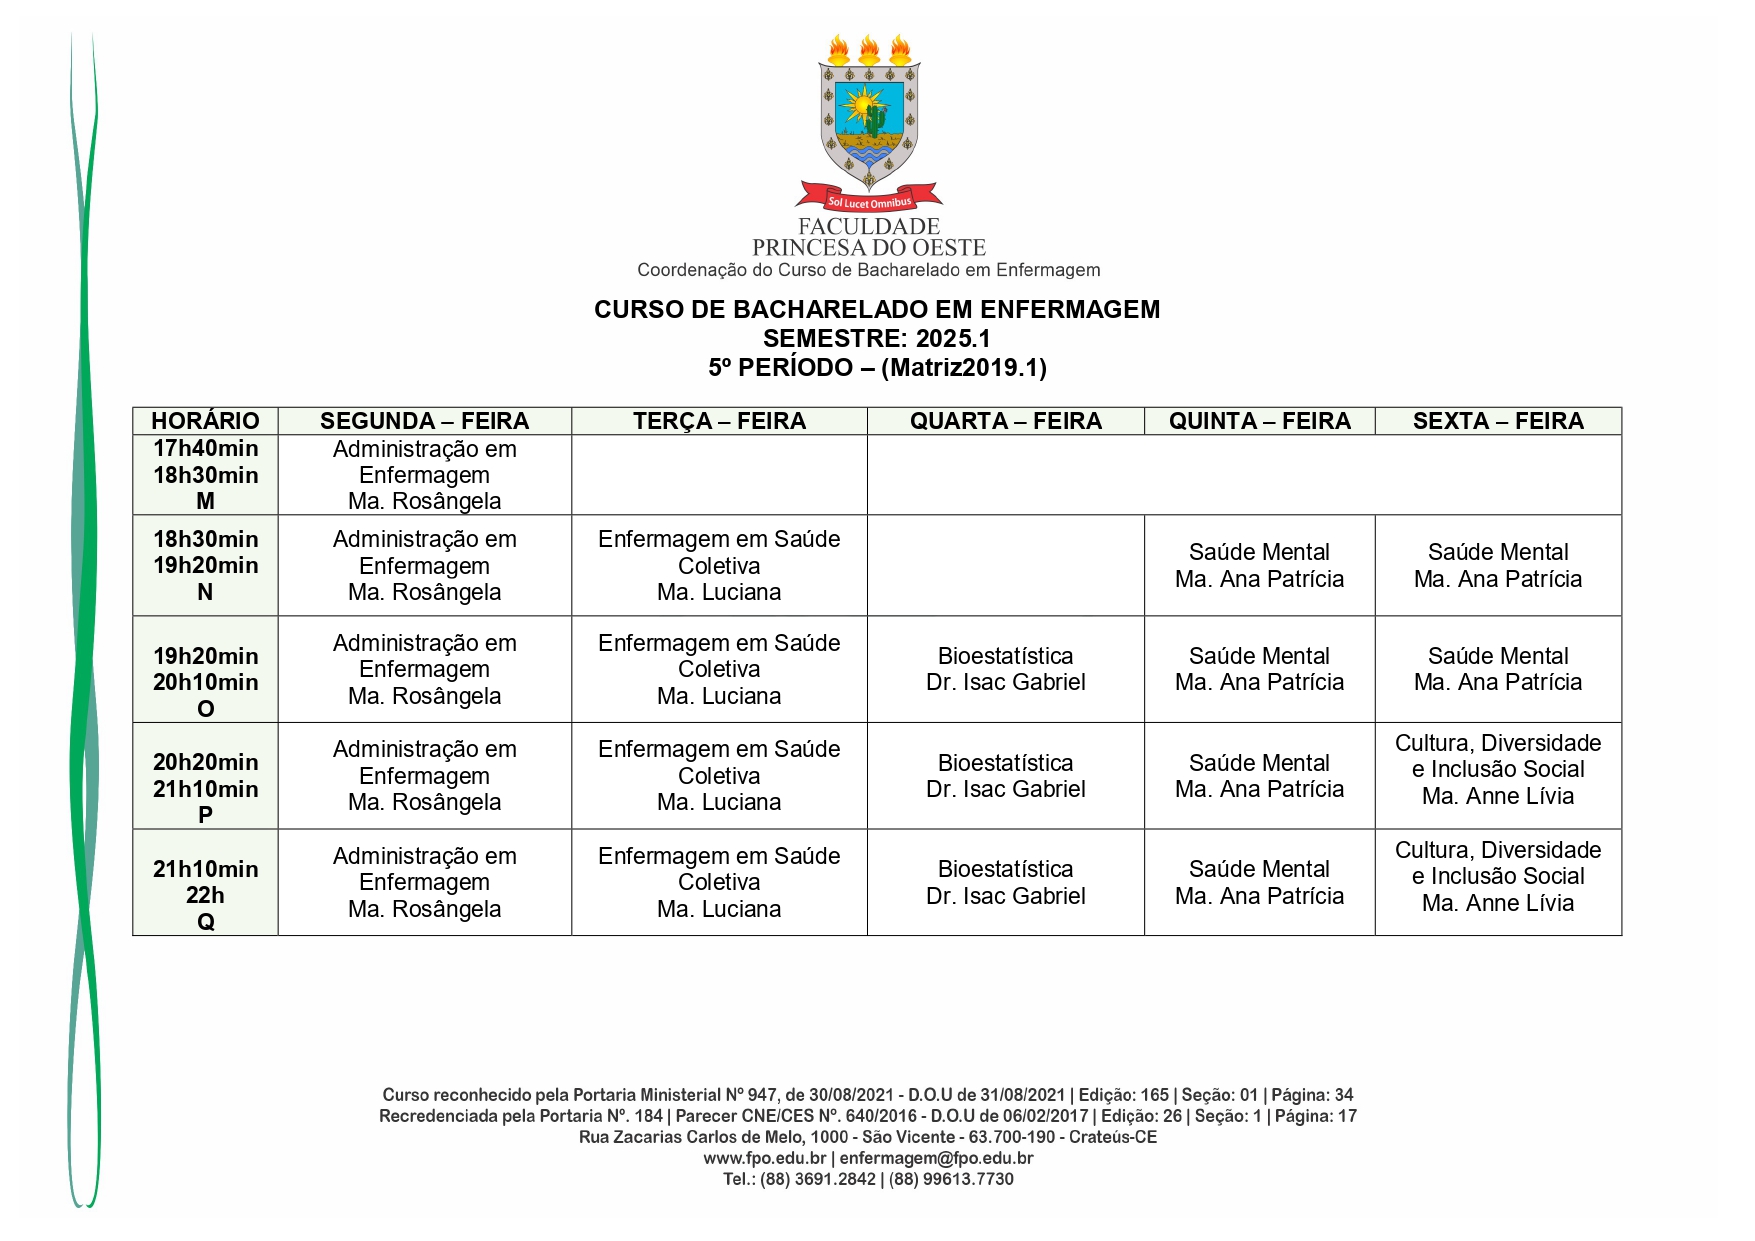 Sol Lucet Omnibus
FACULDADE
PRINCESA DO OESTE
Coordenação do Curso de Bacharelado em Enfermagem
CURSO DE BACHARELADO EM ENFERMAGEM
SEMESTRE: 2025.1
5º PERÍODO – (Matriz2019.1)
HORÁRIO SEGUNDA – FEIRA TERÇA – FEIRA QUARTA – FEIRA QUINTA – FEIRA SEXTA – FEIRA
17h40min
18h30min
M
Administração em
Enfermagem
Ma. Rosângela
18h30min
19h20min
N
Administração em
Enfermagem
Ma. Rosângela
Enfermagem em Saúde
Coletiva
Ma. Luciana
Saúde Mental
Ma. Ana Patrícia
Saúde Mental
Ma. Ana Patrícia
19h20min
20h10min
O
Administração em
Enfermagem
Ma. Rosângela
Enfermagem em Saúde
Coletiva
Ma. Luciana
Bioestatística
Dr. Isac Gabriel
Saúde Mental
Ma. Ana Patrícia
Saúde Mental
Ma. Ana Patrícia
20h20min
21h10min
P
Administração em
Enfermagem
Ma. Rosângela
Enfermagem em Saúde
Coletiva
Ma. Luciana
Bioestatística
Dr. Isac Gabriel
Saúde Mental
Ma. Ana Patrícia
Cultura, Diversidade
e Inclusão Social
Ma. Anne Lívia
21h10min
22h
Q
Administração em
Enfermagem
Ma. Rosângela
Enfermagem em Saúde
Coletiva
Ma. Luciana
Bioestatística
Dr. Isac Gabriel
Saúde Mental
Ma. Ana Patrícia
Cultura, Diversidade
e Inclusão Social
Ma. Anne Lívia
Curso reconhecido pela Portaria Ministerial Nº 947, de 30/08/2021 - D.O.U de 31/08/2021 | Edição: 165 | Seção: 01 | Página: 34
Recredenciada pela Portaria Nº. 184 | Parecer CNE/CES Nº. 640/2016 - D.O.U de 06/02/2017 | Edição: 26 | Seção: 1 | Página: 17
Rua Zacarias Carlos de Melo, 1000 - São Vicente - 63.700-190 - Crateús-CE
www.fpo.edu.br | enfermagem@fpo.edu.br
Tel.: (88) 3691.2842 | (88) 99613.7730